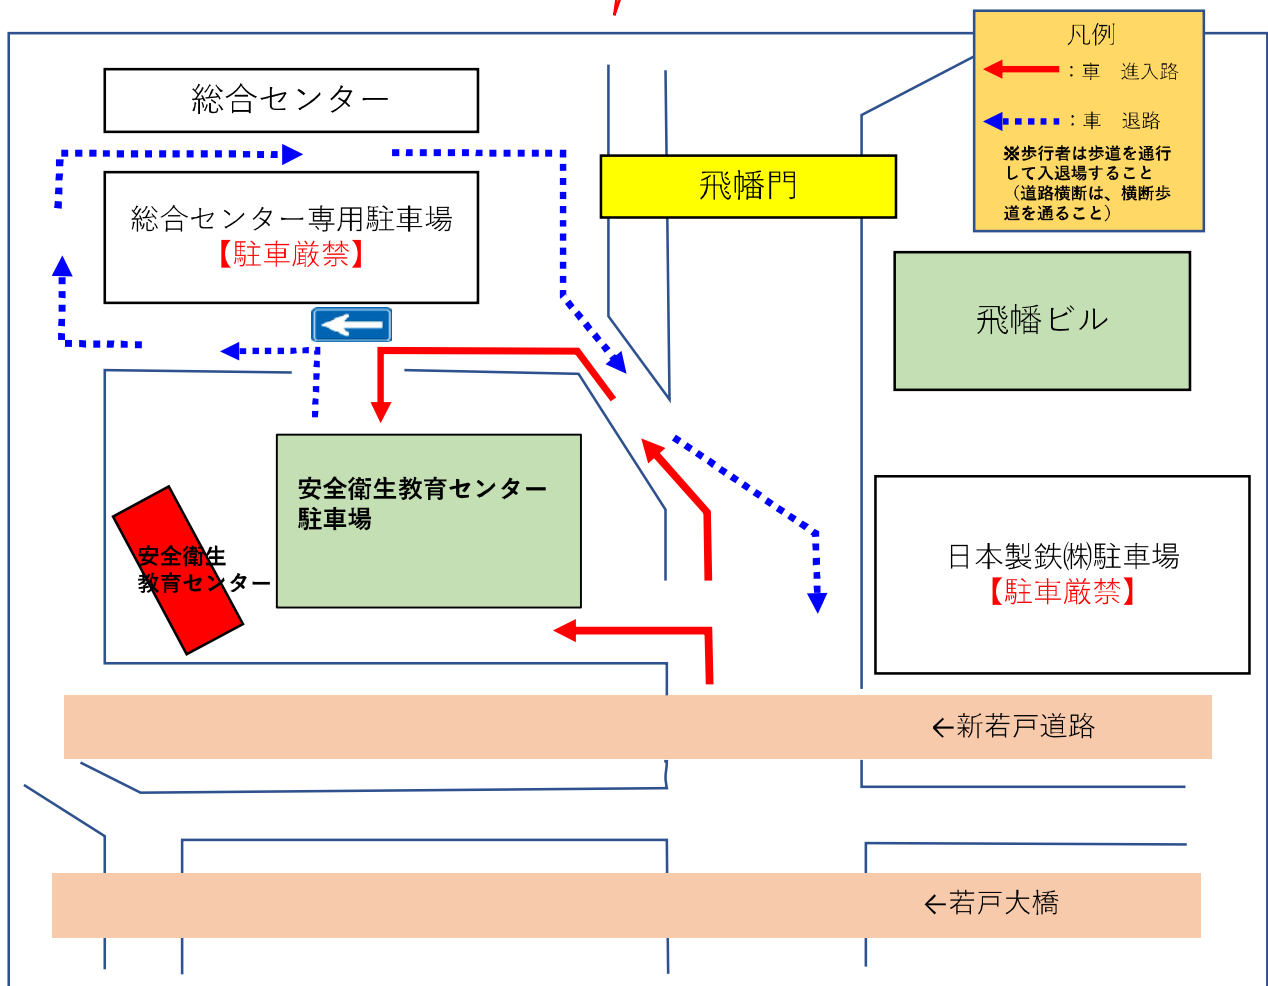 凡例
：車　進入路
：車　退路
※歩行者は歩道を通行
して入退場すること
（道路横断は、横断歩
道を通ること）
総合センター
飛幡門
総合センター専用駐車場
【駐車厳禁】
飛幡ビル
安全衛生教育センター
駐車場
安全衛生
教育センター
日本製鉄㈱駐車場
【駐車厳禁】
←新若戸道路
←若戸大橋